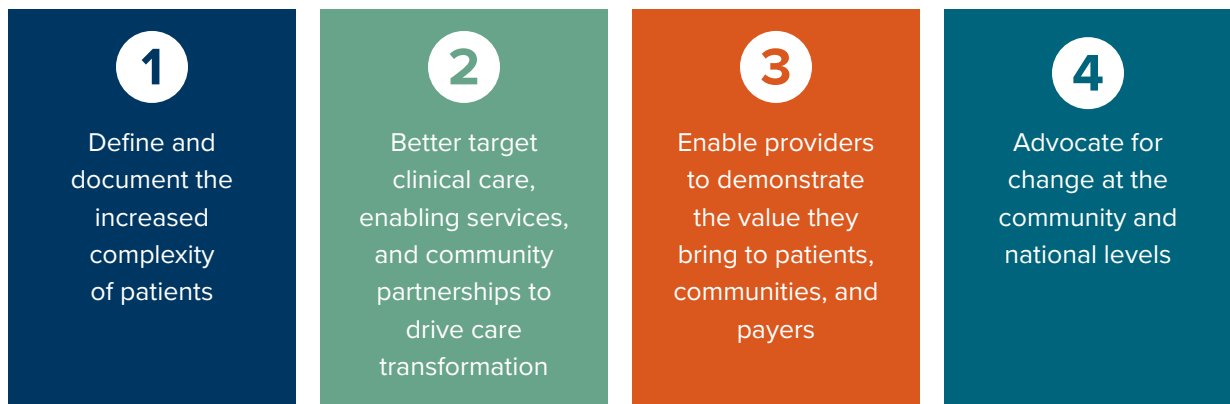 1
Define and
document the
increased
complexity
of patients
2
Better target
clinical care,
enabling services,
and community
partnerships to
drive care
transformation
3
Enable providers
to demonstrate
the value they
bring to patients,
communities, and
payers
4
Advocate for
change at the
community and
national levels